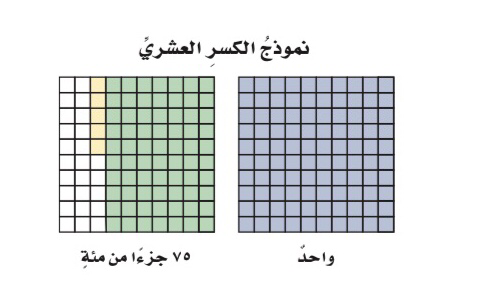 نموذجُ الكسرِ العشريِّ
واحدٌ
٧٥ جزءًا من مئةٍ